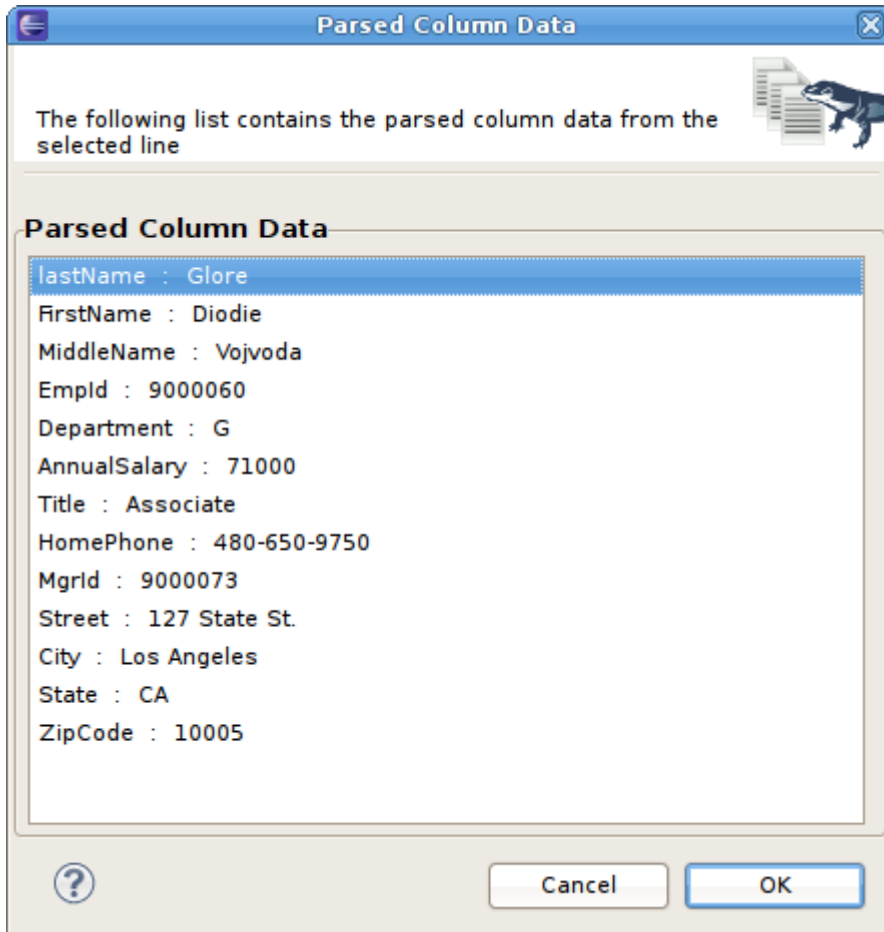 Parsed Column Data
The following list contains the parsed column data from the
selected line
Parsed Column Data
lastName : Glore
FirstName : Diodie
MiddleName : Vojvoda
EmpId : 9000060
Department : G
AnnualSalary : 71000
Title : Associate
HomePhone : 480-650-9750
MgrId : 9000073
Street : 127 State St.
City : Los Angeles
State : CA
ZipCode : 10005
?
Cancel
OK